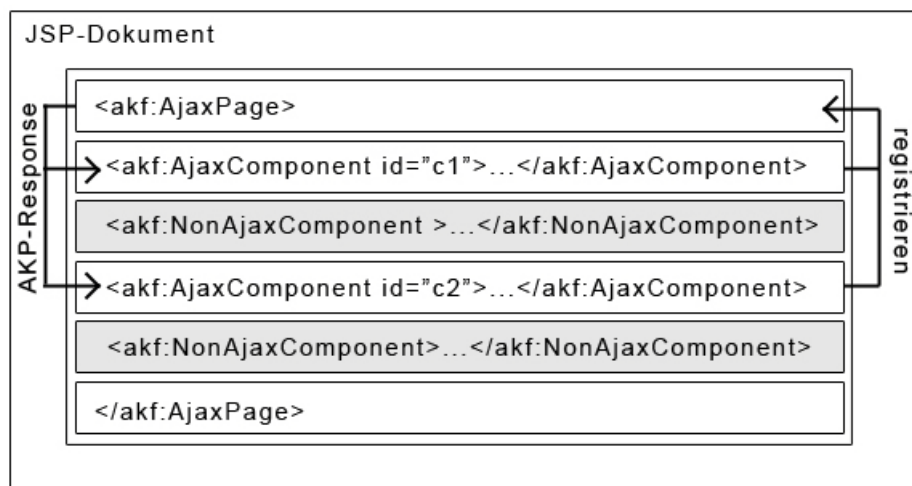 JSP-Dokument
AKP-Response
<akf:AjaxPage>
<akf:AjaxComponent id=”c1”>...</akf:AjaxComponent>
<akf:NonAjaxComponent >...</akf:NonAjaxComponent>
<akf:AjaxComponent id=”c2”>...</akf:AjaxComponent>
<akf:NonAjaxComponent>...</akf:NonAjaxComponent>
</akf:AjaxPage>
registrieren